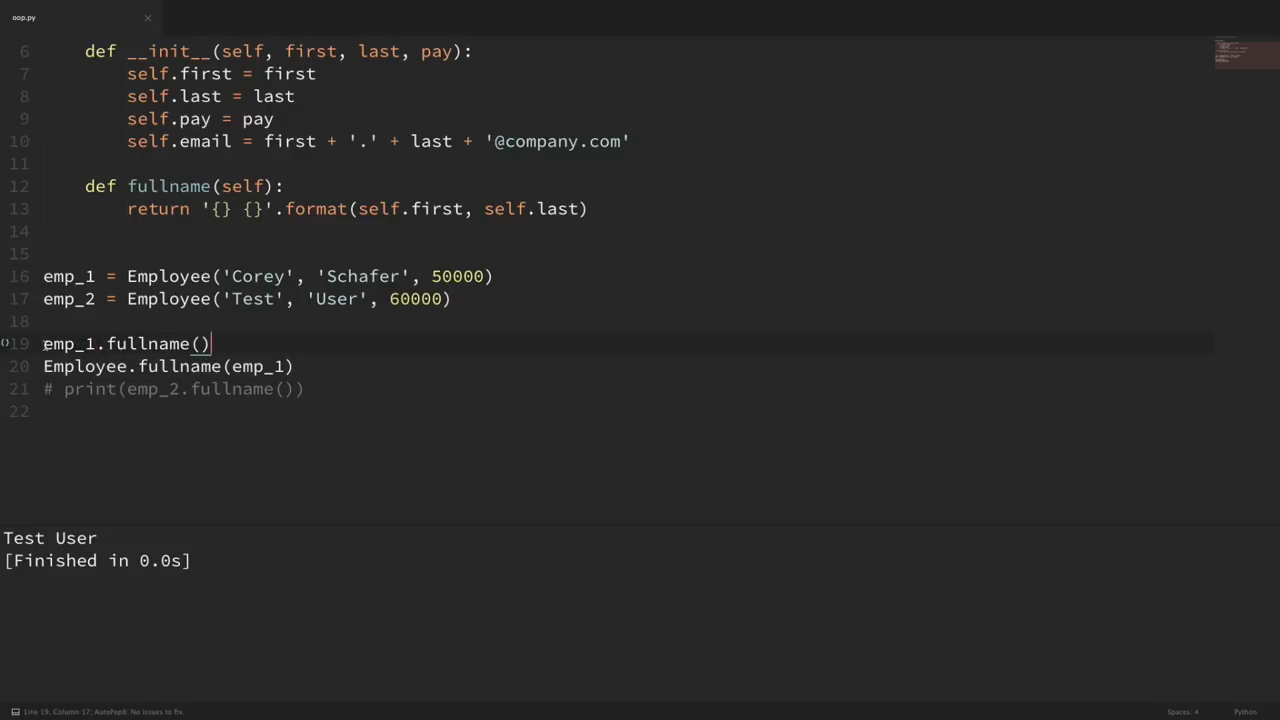 oop.py ×
6 def __init__(self, first, last, pay):
7 self.first = first
8 self.last = last
9 self.pay = pay
10 self.email = first + '.' + last + '@company.com'
11
12 def fullname(self):
13 return '{} {}'.format(self.first, self.last)
14
15
16 emp_1 = Employee('Corey', 'Schafer', 50000)
17 emp_2 = Employee('Test', 'User', 60000)
18
() 19 emp_1.fullname()
20 Employee.fullname(emp_1)
21 # print(emp_2.fullname())
22
Test User
[Finished in 0.0s]
Line 19, Column 17; AutoPep8: No issues to fix. Spaces: 4 Python